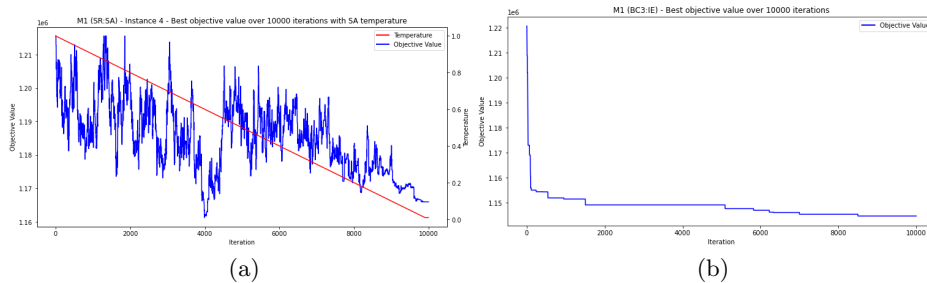 M1 (SR:SA) - Instance 4 - Best objective value over 10000 iterations with SA temperature
1e6
Temperature
Objective Value
1.21
1.20
1.19
1.18
1.17
1.16
Objective Value
1.0
0.8
0.6
0.4
0.2
0.0
Temperature
0
2000
4000
6000
8000
10000
Iteration
(a)
M1 (BC3:IE) - Best objective value over 10000 iterations
1e6
Objective Value
1.22
1.21
1.20
1.19
1.18
1.17
1.16
1.15
Objective Value
0
2000
4000
6000
8000
10000
Iteration
(b)